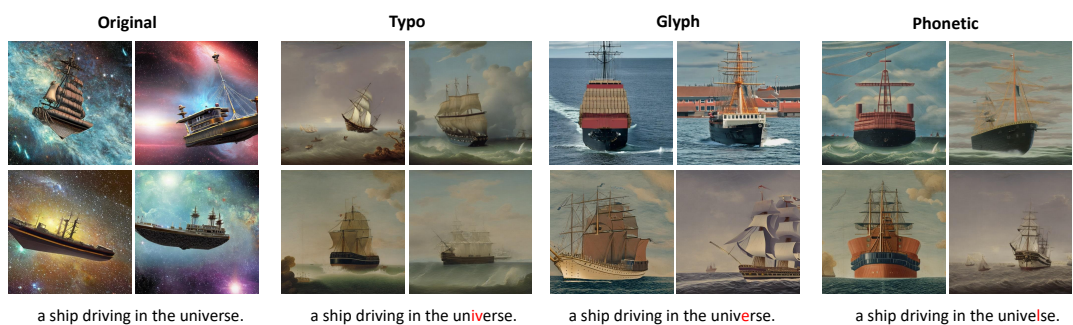 Original
Typo
Glyph
Phonetic
a ship driving in the universe.
a ship driving in the universe.
a ship driving in the universe.
a ship driving in the univelse.